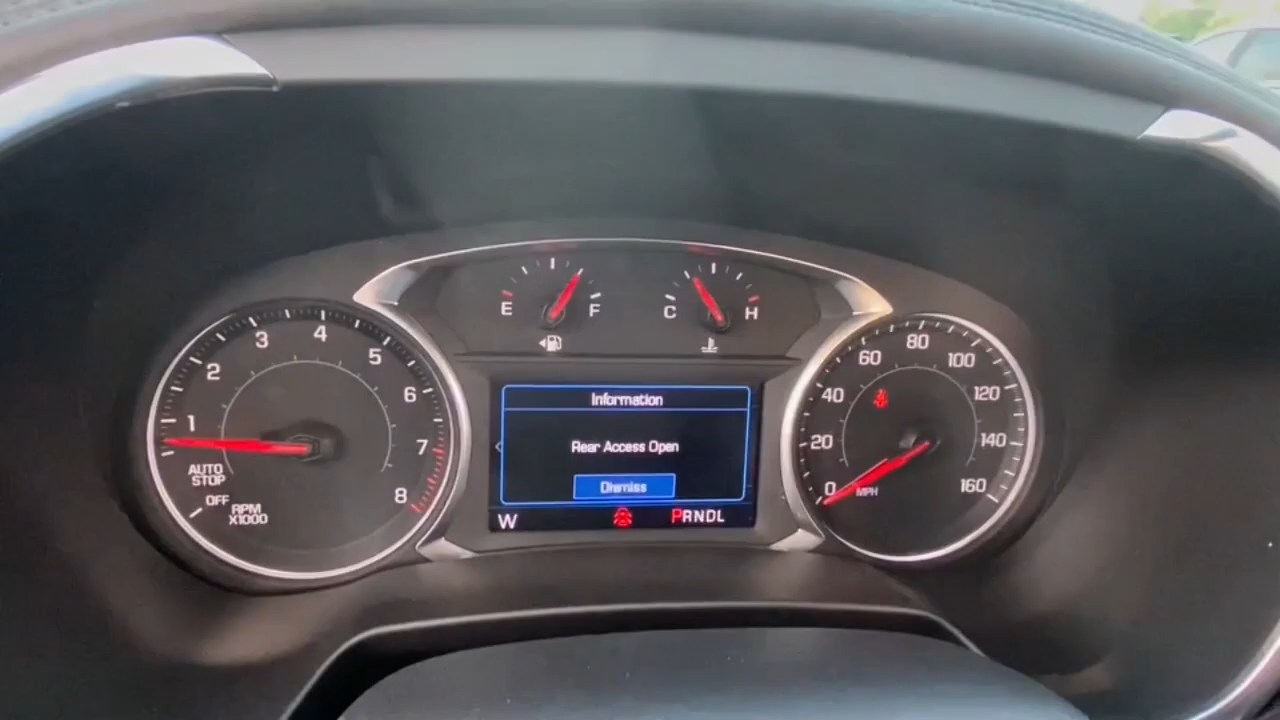 E
F
C
H
1
2
3
4
5
6
7
8
AUTO
STOP
OFF
RPM
X1000
Information
Rear Access Open
Dismiss
W
PRNDL
0
20
40
60
80
100
120
140
160
MPH